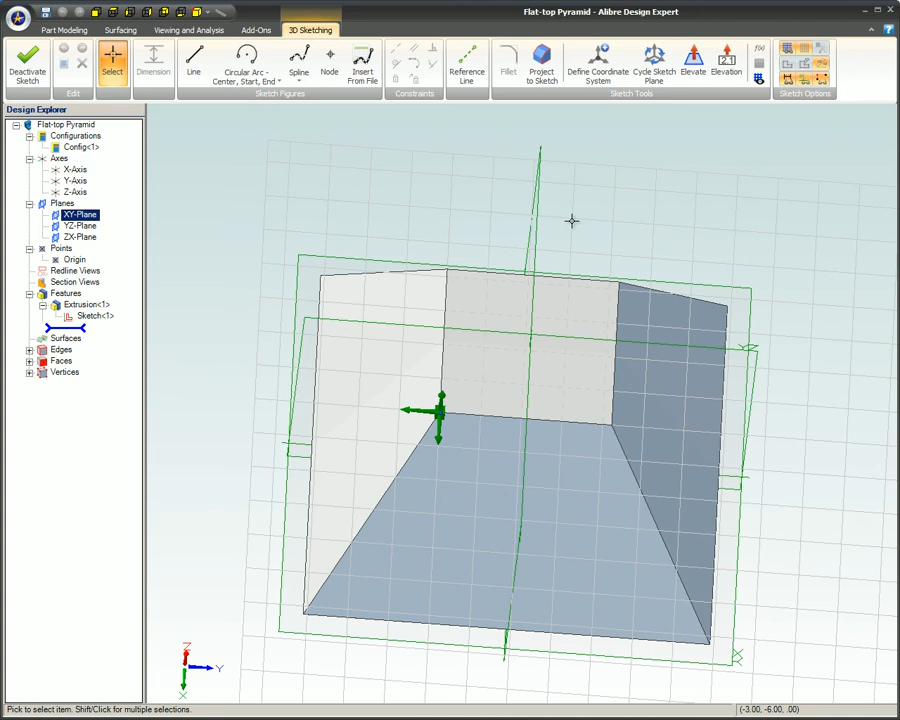 Flat-top Pyramid - Alibre Design Expert
Part Modeling
Surfacing
Viewing and Analysis
Add-Ons
3D Sketching
Deactivate
Sketch
Select
Dimension
Line
Circular Arc -
Center, Start, End
Spline
Node
Insert
From File
Reference
Line
Fillet
Project
to Sketch
Define Coordinate
System
Cycle Sketch
Plane
Elevate
Elevation
2.1
f(x)
Edit
Sketch Figures
Constraints
Sketch Tools
Sketch Options
Design Explorer
Flat-top Pyramid
Configurations
Config<1>
Axes
X-Axis
Y-Axis
Z-Axis
Planes
XY-Plane
YZ-Plane
ZX-Plane
Points
Origin
Redline Views
Section Views
Features
Extrusion<1>
Sketch<1>
Surfaces
Edges
Faces
Vertices
Z
Y
X
Pick to select item. Shift/Click for multiple selections.
(-3.00, -6.00, .00)